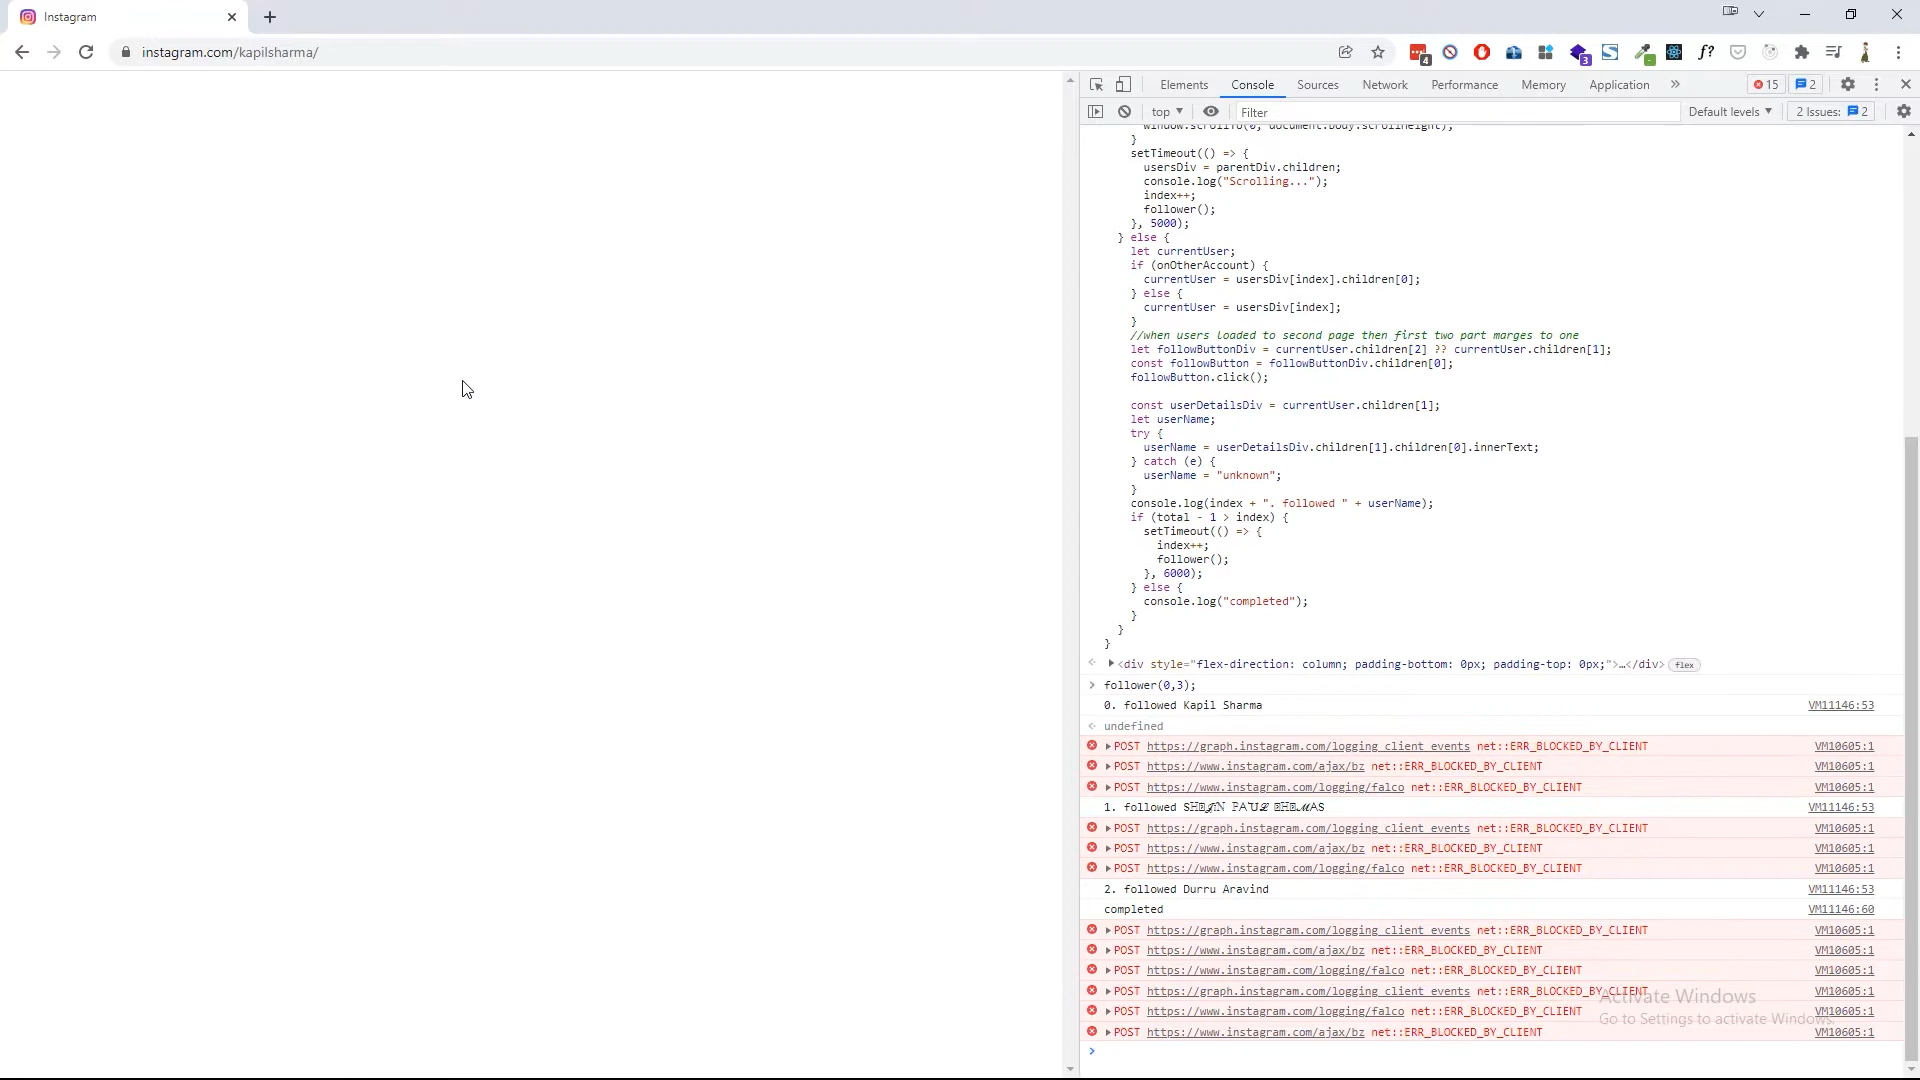 Instagram
instagram.com/kapilsharma/
4
3
f?
Elements Console Sources Network Performance Memory Application » 15 2
top ▼ Filter Default levels ▼ 2 Issues: 2
window.scrollTo(0, document.body.scrollHeight);
}
setTimeout(() => {
usersDiv = parentDiv.children;
console.log("Scrolling...");
index++;
follower();
}, 5000);
} else {
let currentUser;
if (onOtherAccount) {
currentUser = usersDiv[index].children[0];
} else {
currentUser = usersDiv[index];
}
//when users loaded to second page then first two part marges to one
let followButtonDiv = currentUser.children[2] ?? currentUser.children[1];
const followButton = followButtonDiv.children[0];
followButton.click();
const userDetailsDiv = currentUser.children[1];
let userName;
try {
userName = userDetailsDiv.children[1].children[0].innerText;
} catch (e) {
userName = "unknown";
}
console.log(index + ". followed " + userName);
if (total - 1 > index) {
setTimeout(() => {
index++;
follower();
}, 6000);
} else {
console.log("completed");
}
}
}
<div style="flex-direction: column; padding-bottom: 0px; padding-top: 0px;">…</div> flex
follower(0,3);
0. followed Kapil Sharma VM11146:53
undefined
POST https://graph.instagram.com/logging_client_events net::ERR_BLOCKED_BY_CLIENT VM10605:1
POST https://www.instagram.com/ajax/bz net::ERR_BLOCKED_BY_CLIENT VM10605:1
POST https://www.instagram.com/logging/falco net::ERR_BLOCKED_BY_CLIENT VM10605:1
1. followed VM11146:53
POST https://graph.instagram.com/logging_client_events net::ERR_BLOCKED_BY_CLIENT VM10605:1
POST https://www.instagram.com/ajax/bz net::ERR_BLOCKED_BY_CLIENT VM10605:1
POST https://www.instagram.com/logging/falco net::ERR_BLOCKED_BY_CLIENT VM10605:1
2. followed Durru Aravind VM11146:53
completed VM11146:60
POST https://graph.instagram.com/logging_client_events net::ERR_BLOCKED_BY_CLIENT VM10605:1
POST https://www.instagram.com/ajax/bz net::ERR_BLOCKED_BY_CLIENT VM10605:1
POST https://www.instagram.com/logging/falco net::ERR_BLOCKED_BY_CLIENT VM10605:1
POST https://graph.instagram.com/logging_client_events net::ERR_BLOCKED_BY_CLIENT VM10605:1
POST https://www.instagram.com/logging/falco net::ERR_BLOCKED_BY_CLIENT VM10605:1
POST https://www.instagram.com/ajax/bz net::ERR_BLOCKED_BY_CLIENT VM10605:1
Activate Windows
Go to Settings to activate Windows.